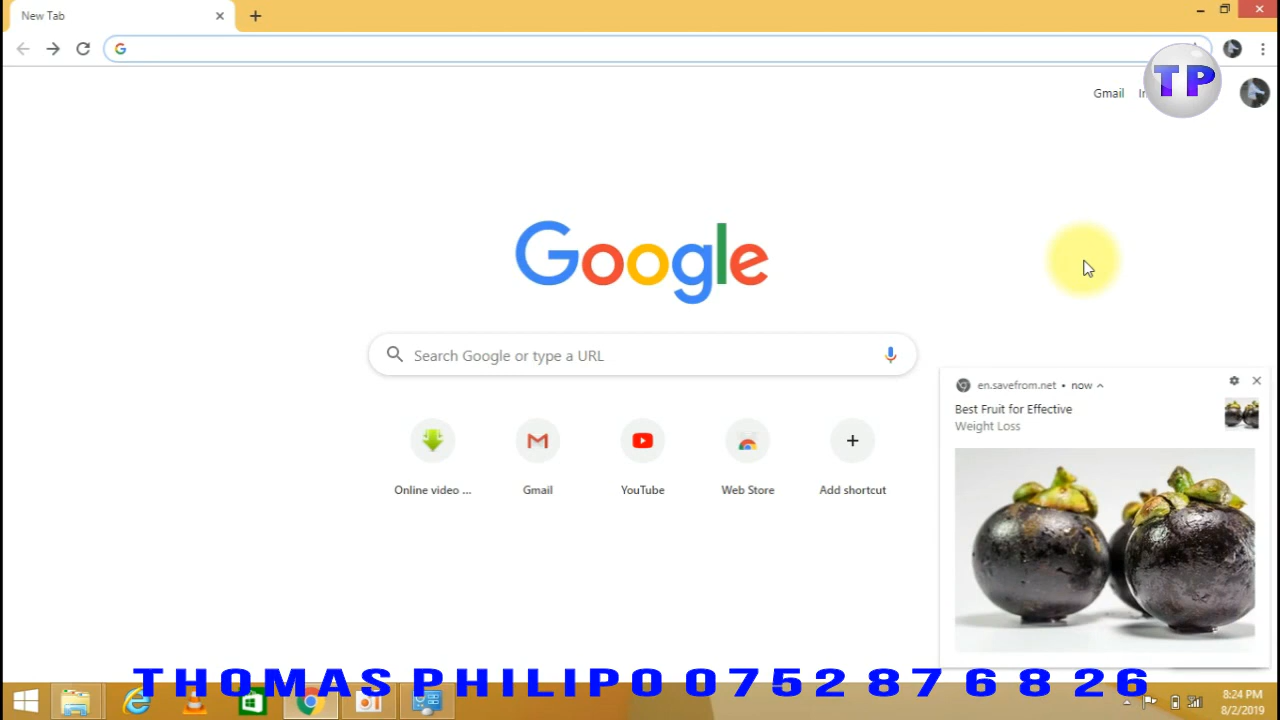 New Tab
Gmail
TP
Google
Search Google or type a URL
Online video ...
Gmail
YouTube
Web Store
Add shortcut
en.savefrom.net • now
Best Fruit for Effective
Weight Loss
THOMAS PHILIPO 0752 87 6 8 26
8:24 PM
8/2/2019